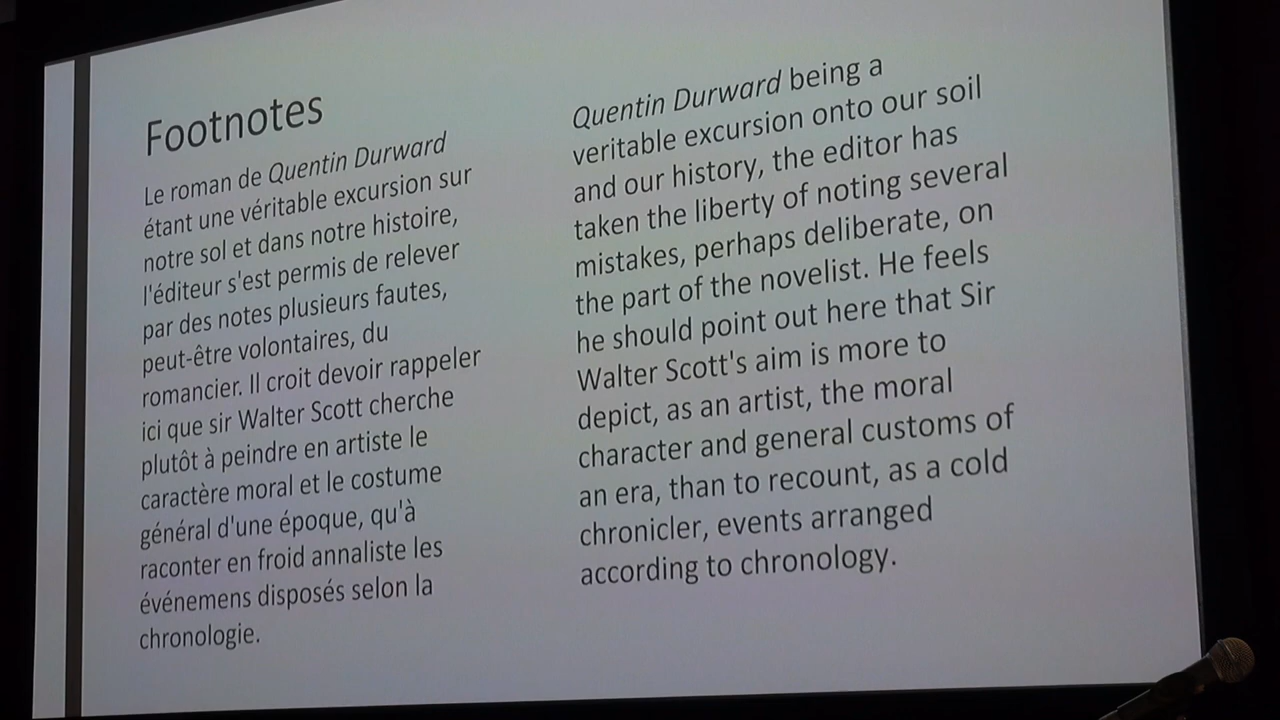 Footnotes
Le roman de Quentin Durward
étant une véritable excursion sur
notre sol et dans notre histoire,
l'éditeur s'est permis de relever
par des notes plusieurs fautes,
peut-être volontaires, du
romancier. Il croit devoir rappeler
ici que sir Walter Scott cherche
plutôt à peindre en artiste le
caractère moral et le costume
général d'une époque, qu'à
raconter en froid annaliste les
événemens disposés selon la
chronologie.
Quentin Durward being a
veritable excursion onto our soil
and our history, the editor has
taken the liberty of noting several
mistakes, perhaps deliberate, on
the part of the novelist. He feels
he should point out here that Sir
Walter Scott's aim is more to
depict, as an artist, the moral
character and general customs of
an era, than to recount, as a cold
chronicler, events arranged
according to chronology.